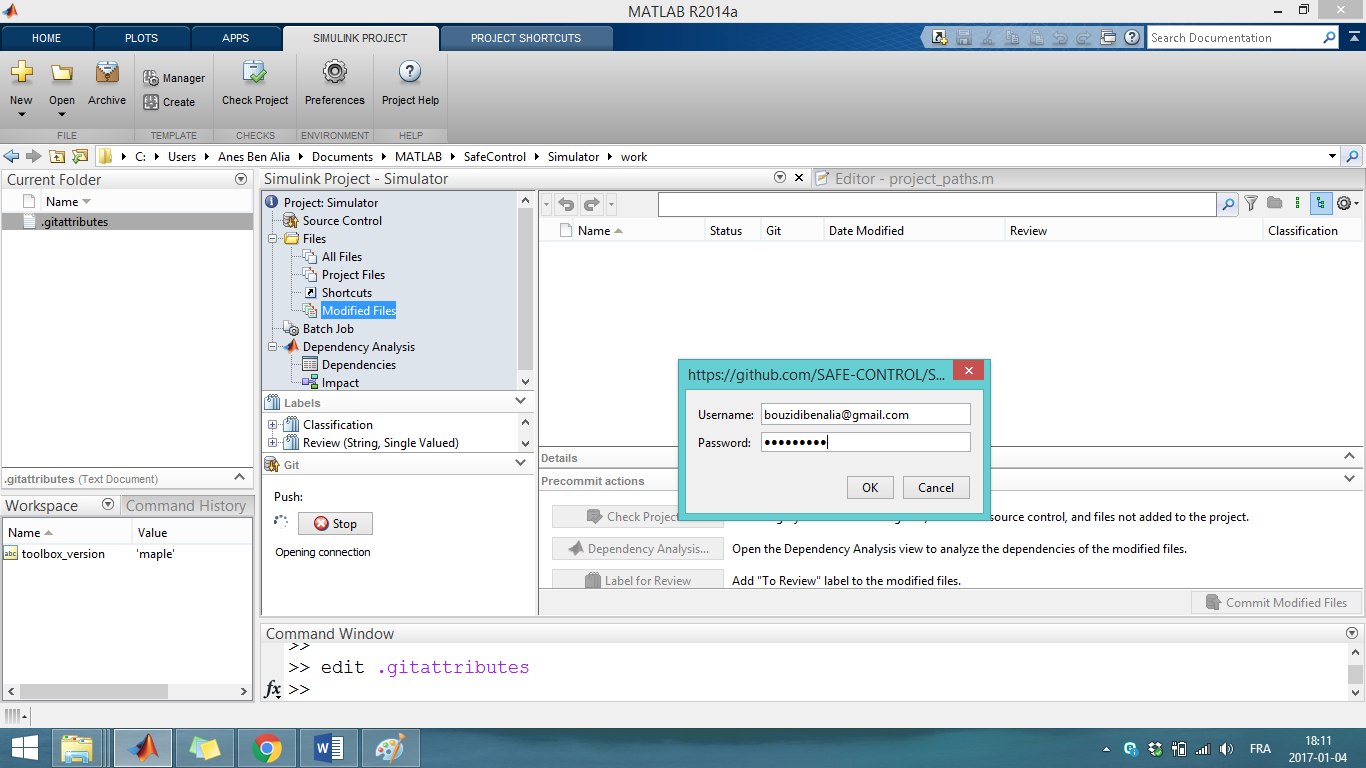 MATLAB R2014a
HOME PLOTS APPS SIMULINK PROJECT PROJECT SHORTCUTS
Search Documentation
New Open Archive Manager Create Check Project Preferences Project Help
FILE TEMPLATE CHECKS ENVIRONMENT HELP
C: Users Anes Ben Alia Documents MATLAB SafeControl Simulator work
Current Folder
Name
.gitattributes
.gitattributes (Text Document)
Workspace Command History
Name Value
toolbox_version 'maple'
Simulink Project - Simulator
Editor - project_paths.m
Project: Simulator
Source Control
Files
All Files
Project Files
Shortcuts
Modified Files
Batch Job
Dependency Analysis
Dependencies
Impact
Labels
Classification
Review (String, Single Valued)
Git
Push:
Stop
Opening connection
Name Status Git Date Modified Review Classification
Details
Precommit actions
Check Proje
source control, and files not added to the project.
Dependency Analysis... Open the Dependency Analysis view to analyze the dependencies of the modified files.
Label for Review Add "To Review" label to the modified files.
Commit Modified Files
https://github.com/SAFE-CONTROL/S...
Username: bouzidibenalia@gmail.com
Password: •••••••••
OK Cancel
Command Window
>>
>> edit .gitattributes
fx >>
FRA
18:11
2017-01-04